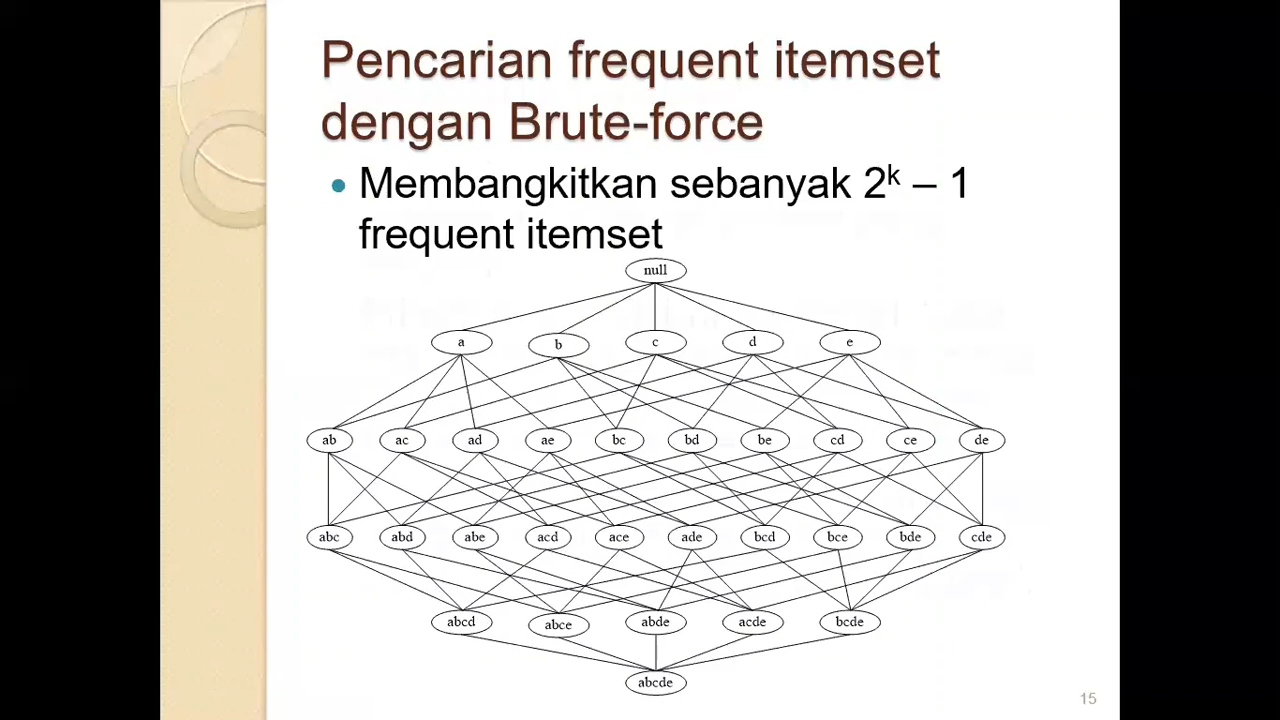 Pencarian frequent itemset
dengan Brute-force
• Membangkitkan sebanyak 2ᵏ – 1
frequent itemset
null
a b c d e
ab ac ad ae bc bd be cd ce de
abc abd abe acd ace ade bcd bce bde cde
abcd abce abde acde bcde
abcde
15